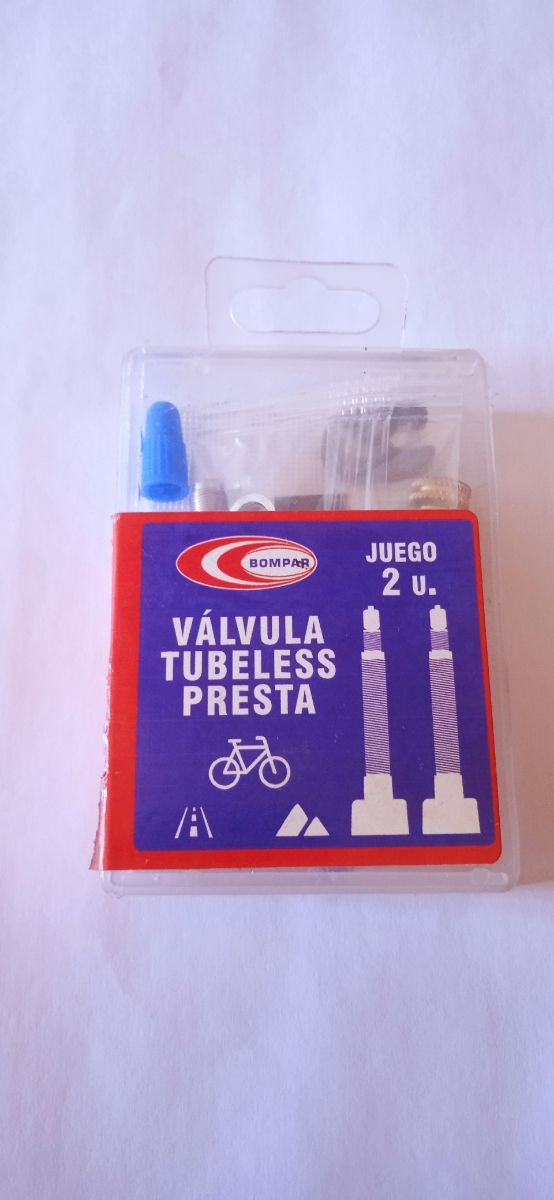 BOMPAR
JUEGO
2 U.
VÁLVULA
TUBELESS
PRESTA